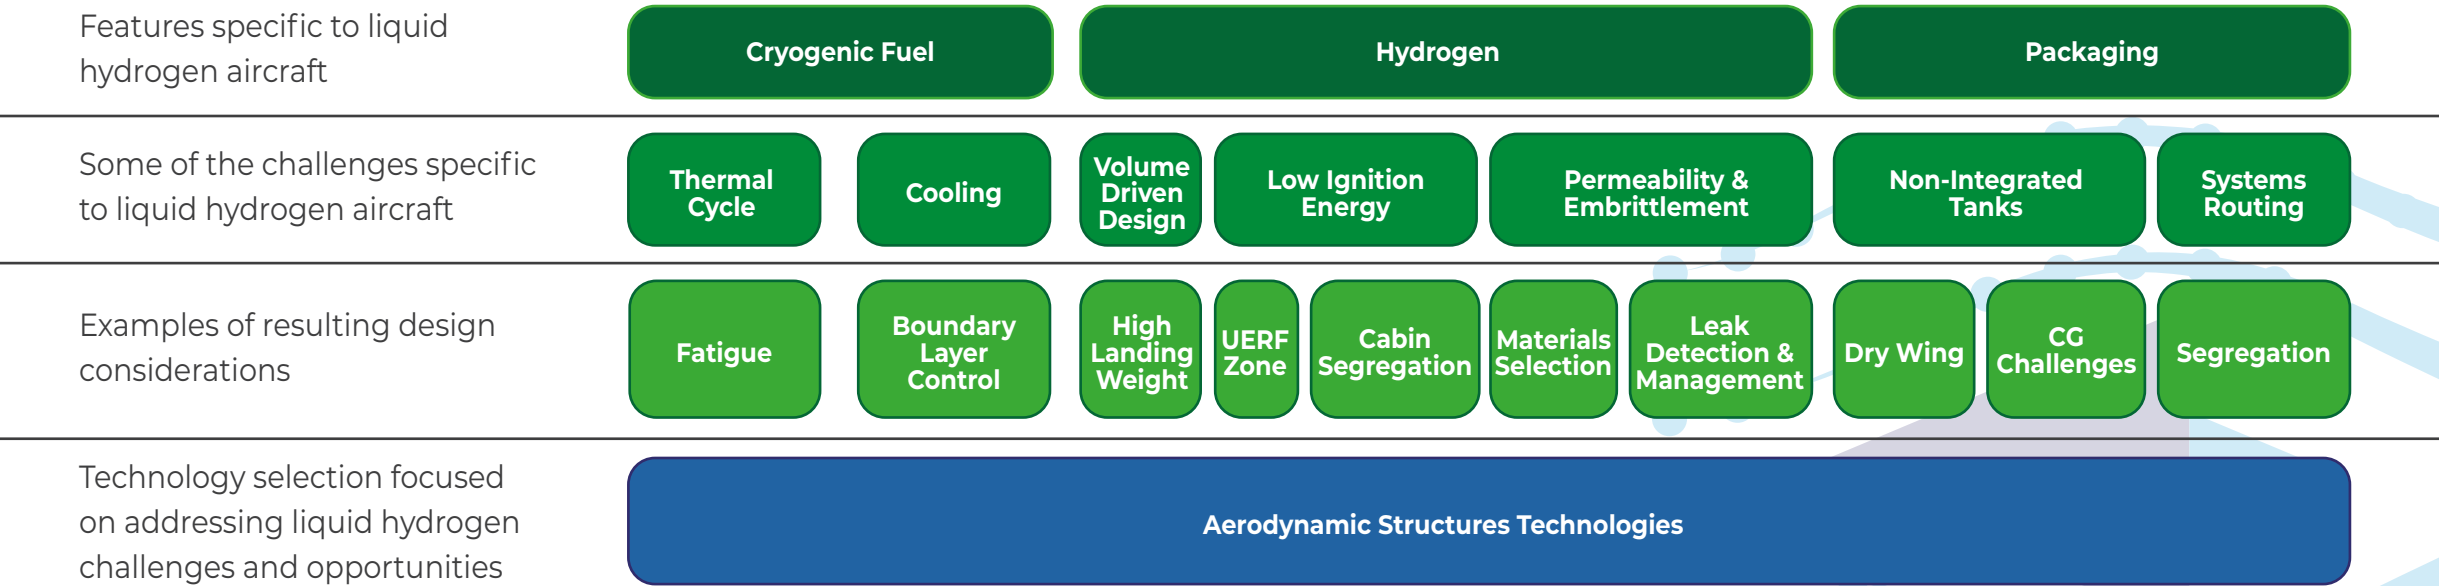 Features specific to liquid
hydrogen aircraft
Cryogenic Fuel
Hydrogen
Packaging
Some of the challenges specific
to liquid hydrogen aircraft
Thermal
Cycle
Cooling
Volume
Driven
Design
Low Ignition
Energy
Permeability &
Embrittlement
Non-Integrated
Tanks
Systems
Routing
Examples of resulting design
considerations
Fatigue
Boundary
Layer
Control
High
Landing
Weight
UERF
Zone
Cabin
Segregation
Materials
Selection
Leak
Detection &
Management
Dry Wing
CG
Challenges
Segregation
Technology selection focused
on addressing liquid hydrogen
challenges and opportunities
Aerodynamic Structures Technologies